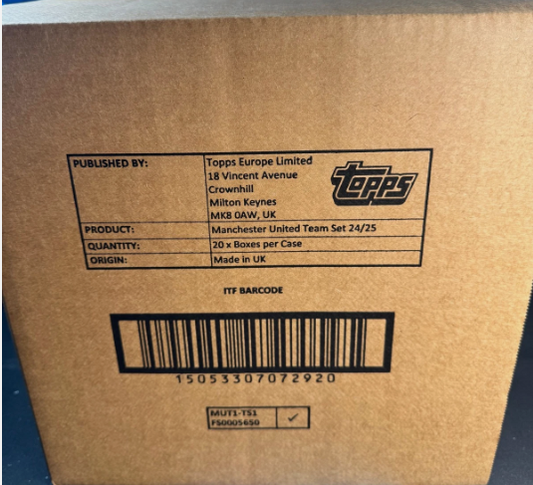 PUBLISHED BY: Topps Europe Limited
18 Vincent Avenue
Crownhill
Milton Keynes
MK8 0AW, UK
TOPPS
PRODUCT: Manchester United Team Set 24/25
QUANTITY: 20 x Boxes per Case
ORIGIN: Made in UK
ITF BARCODE
15053307072920
MUT1-TS1
FS0005650